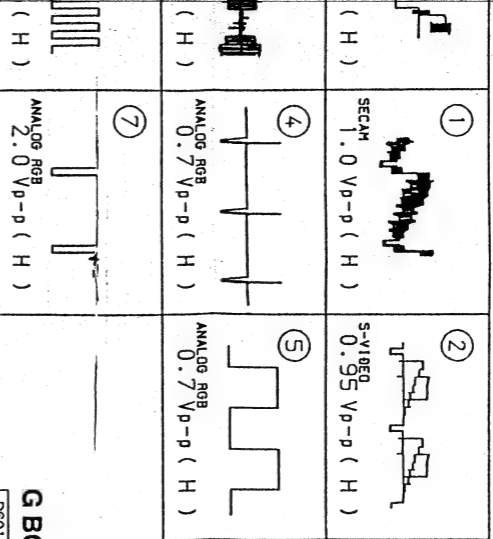 ( H )
①
SECAM
1.0 Vp-p ( H )
②
S-VIDEO
0.95 Vp-p ( H )
( H )
④
ANALOG RGB
0.7 Vp-p ( H )
⑤
ANALOG RGB
0.7 Vp-p ( H )
( H )
⑦
ANALOG RGB
2.0 Vp-p ( H )